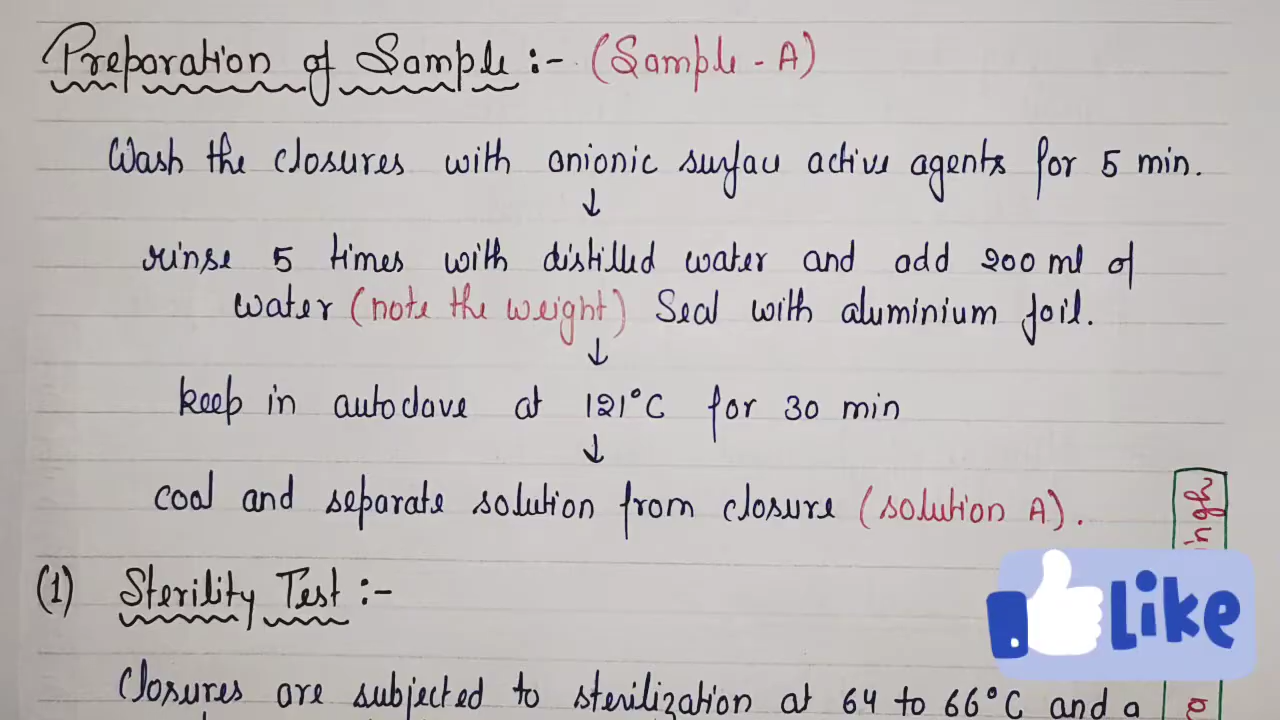 Preparation of Sample :- (Sample - A)
Wash the closures with anionic surface active agents for 5 min.
↓
rinse 5 times with distilled water and add 200 ml of
water (note the weight) Seal with aluminium foil.
↓
keep in autoclave at 121°C for 30 min
↓
cool and separate solution from closure (solution A).
(1) Sterility Test :-
Closures are subjected to sterilization at 64 to 66°C and a
LIKE